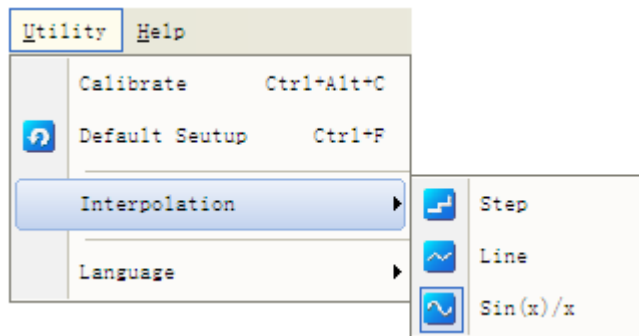 Utility Help
Calibrate Ctrl+Alt+C
Default Seutup Ctrl+F
Interpolation
Step
Line
Language
Sin(x)/x